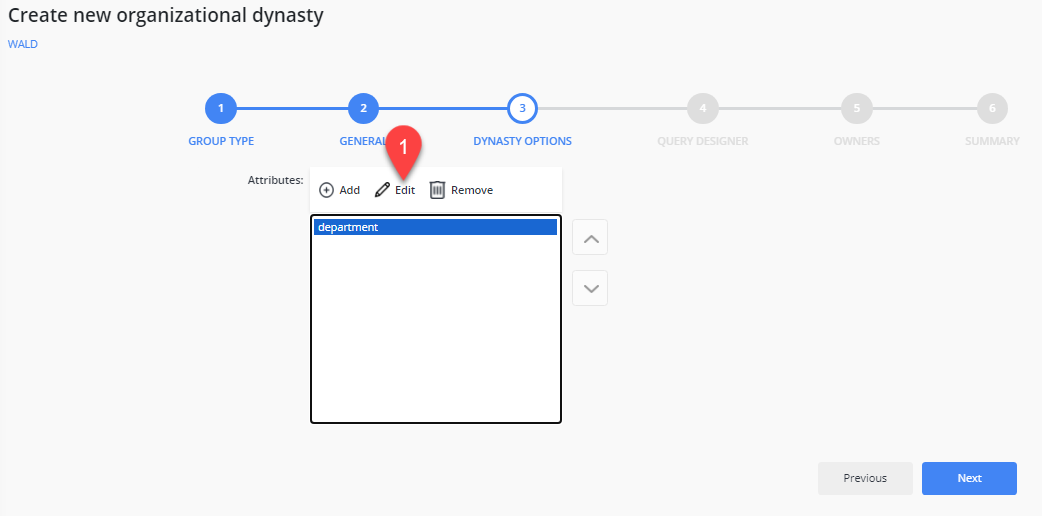 Create new organizational dynasty
WALD
1 2 3 4 5 6
GROUP TYPE GENERAL DYNASTY OPTIONS QUERY DESIGNER OWNERS SUMMARY
1
Attributes: Add Edit Remove
department
Previous Next